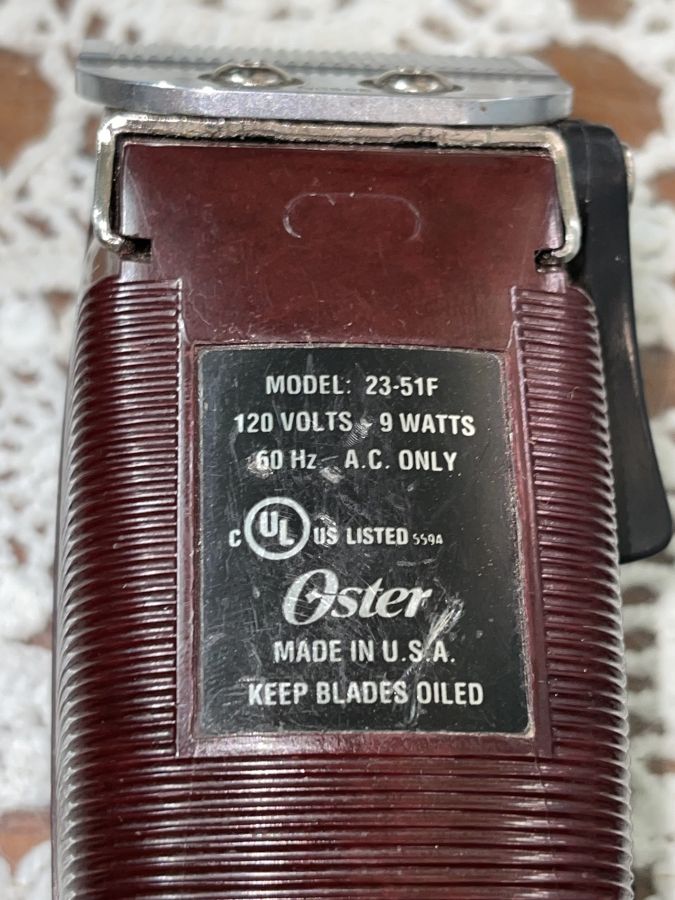 MODEL: 23-51F
120 VOLTS - 9 WATTS
60 Hz A.C. ONLY
C UL US LISTED 559A
Oster
MADE IN U.S.A.
KEEP BLADES OILED